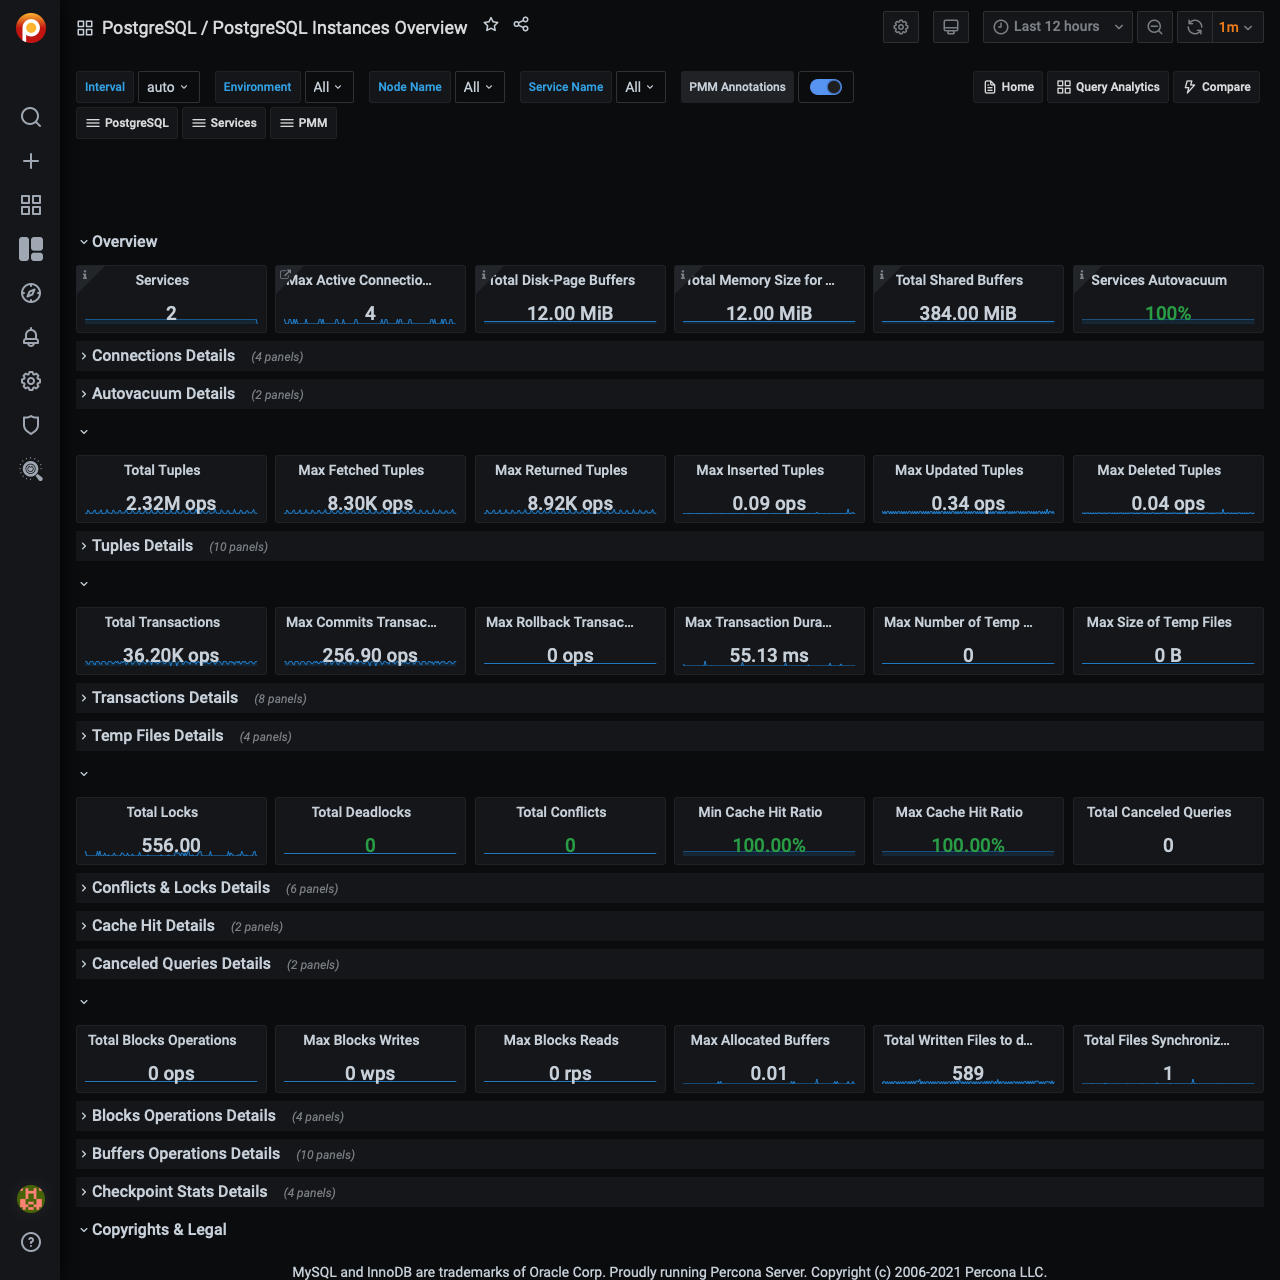 PostgreSQL / PostgreSQL Instances Overview
Last 12 hours
1m
Interval auto Environment All Node Name All Service Name All PMM Annotations Home Query Analytics Compare
PostgreSQL Services PMM
Overview
Services Max Active Connectio... Total Disk-Page Buffers Total Memory Size for ... Total Shared Buffers Services Autovacuum
2 4 12.00 MiB 12.00 MiB 384.00 MiB 100%
Connections Details (4 panels)
Autovacuum Details (2 panels)
Total Tuples Max Fetched Tuples Max Returned Tuples Max Inserted Tuples Max Updated Tuples Max Deleted Tuples
2.32M ops 8.30K ops 8.92K ops 0.09 ops 0.34 ops 0.04 ops
Tuples Details (10 panels)
Total Transactions Max Commits Transac... Max Rollback Transac... Max Transaction Dura... Max Number of Temp ... Max Size of Temp Files
36.20K ops 256.90 ops 0 ops 55.13 ms 0 0 B
Transactions Details (8 panels)
Temp Files Details (4 panels)
Total Locks Total Deadlocks Total Conflicts Min Cache Hit Ratio Max Cache Hit Ratio Total Canceled Queries
556.00 0 0 100.00% 100.00% 0
Conflicts & Locks Details (6 panels)
Cache Hit Details (2 panels)
Canceled Queries Details (2 panels)
Total Blocks Operations Max Blocks Writes Max Blocks Reads Max Allocated Buffers Total Written Files to d... Total Files Synchroniz...
0 ops 0 wps 0 rps 0.01 589 1
Blocks Operations Details (4 panels)
Buffers Operations Details (10 panels)
Checkpoint Stats Details (4 panels)
Copyrights & Legal
MySQL and InnoDB are trademarks of Oracle Corp. Proudly running Percona Server. Copyright (c) 2006-2021 Percona LLC.